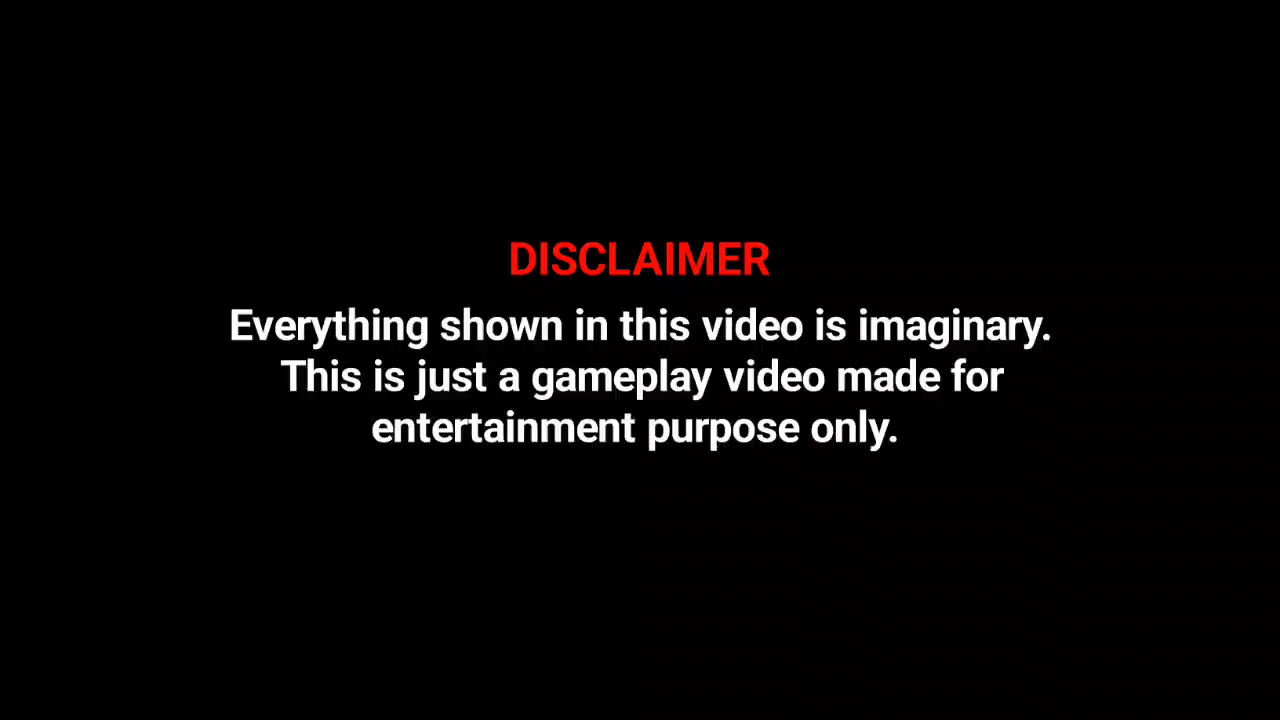 DISCLAIMER
Everything shown in this video is imaginary.
This is just a gameplay video made for
entertainment purpose only.